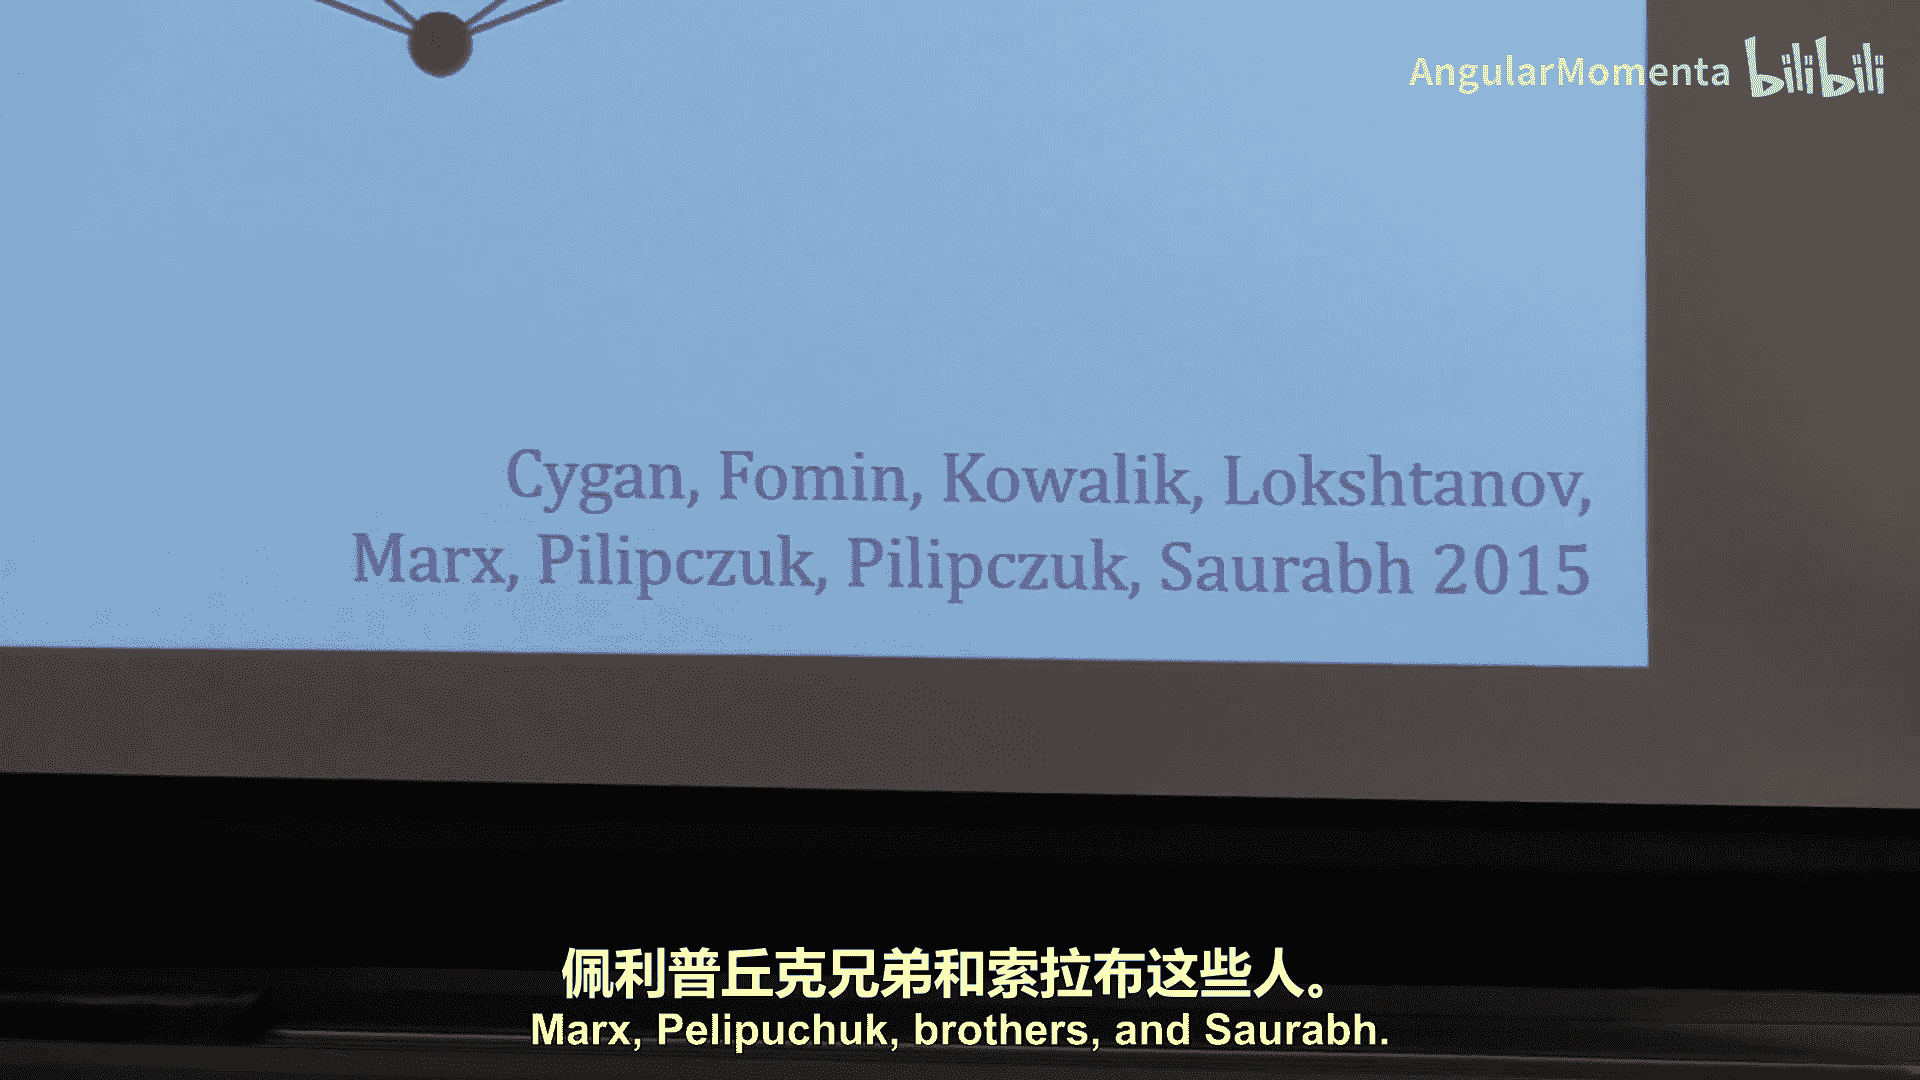 AngularMomenta bilibili
Cygan, Fomin, Kowalik, Lokshtanov,
Marx, Pilipczuk, Pilipczuk, Saurabh 2015
佩利普丘克兄弟和索拉布这些人。
Marx, Pelipuchuk, brothers, and Saurabh.